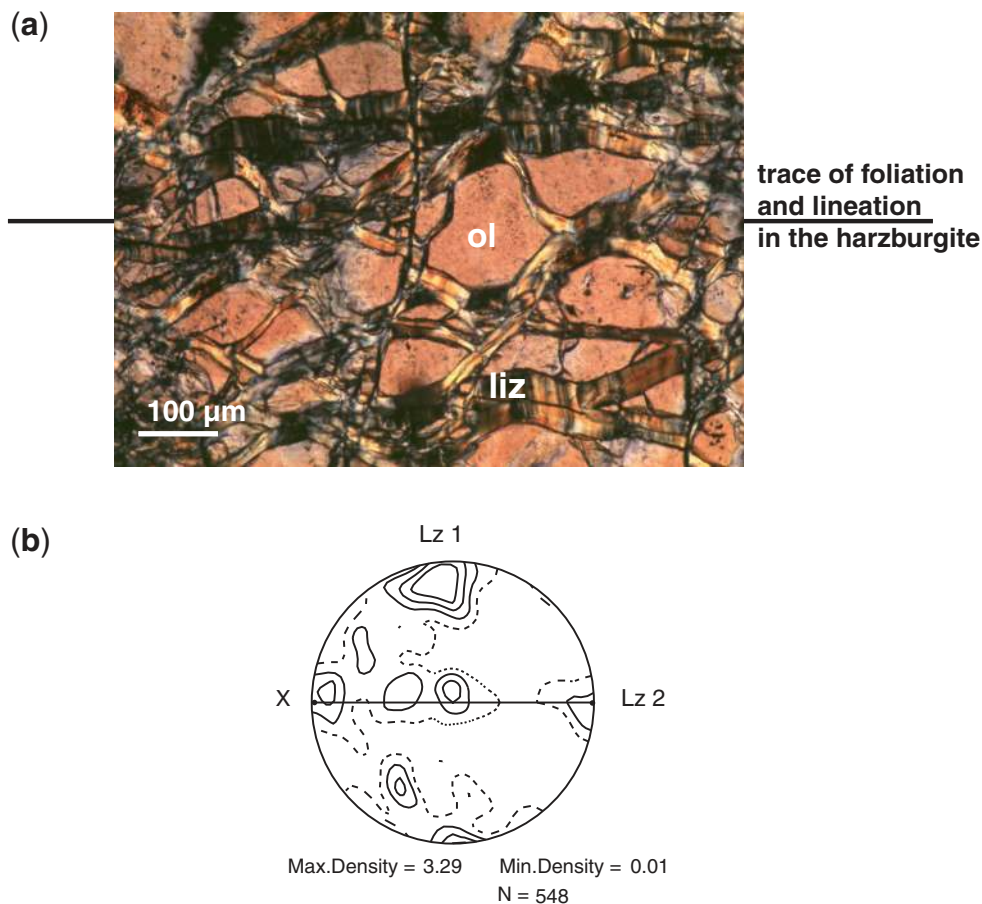 (a)
trace of foliation
and lineation
in the harzburgite
ol
liz
100 µm
(b)
Lz 1
X
Lz 2
Max.Density = 3.29 Min.Density = 0.01
N = 548